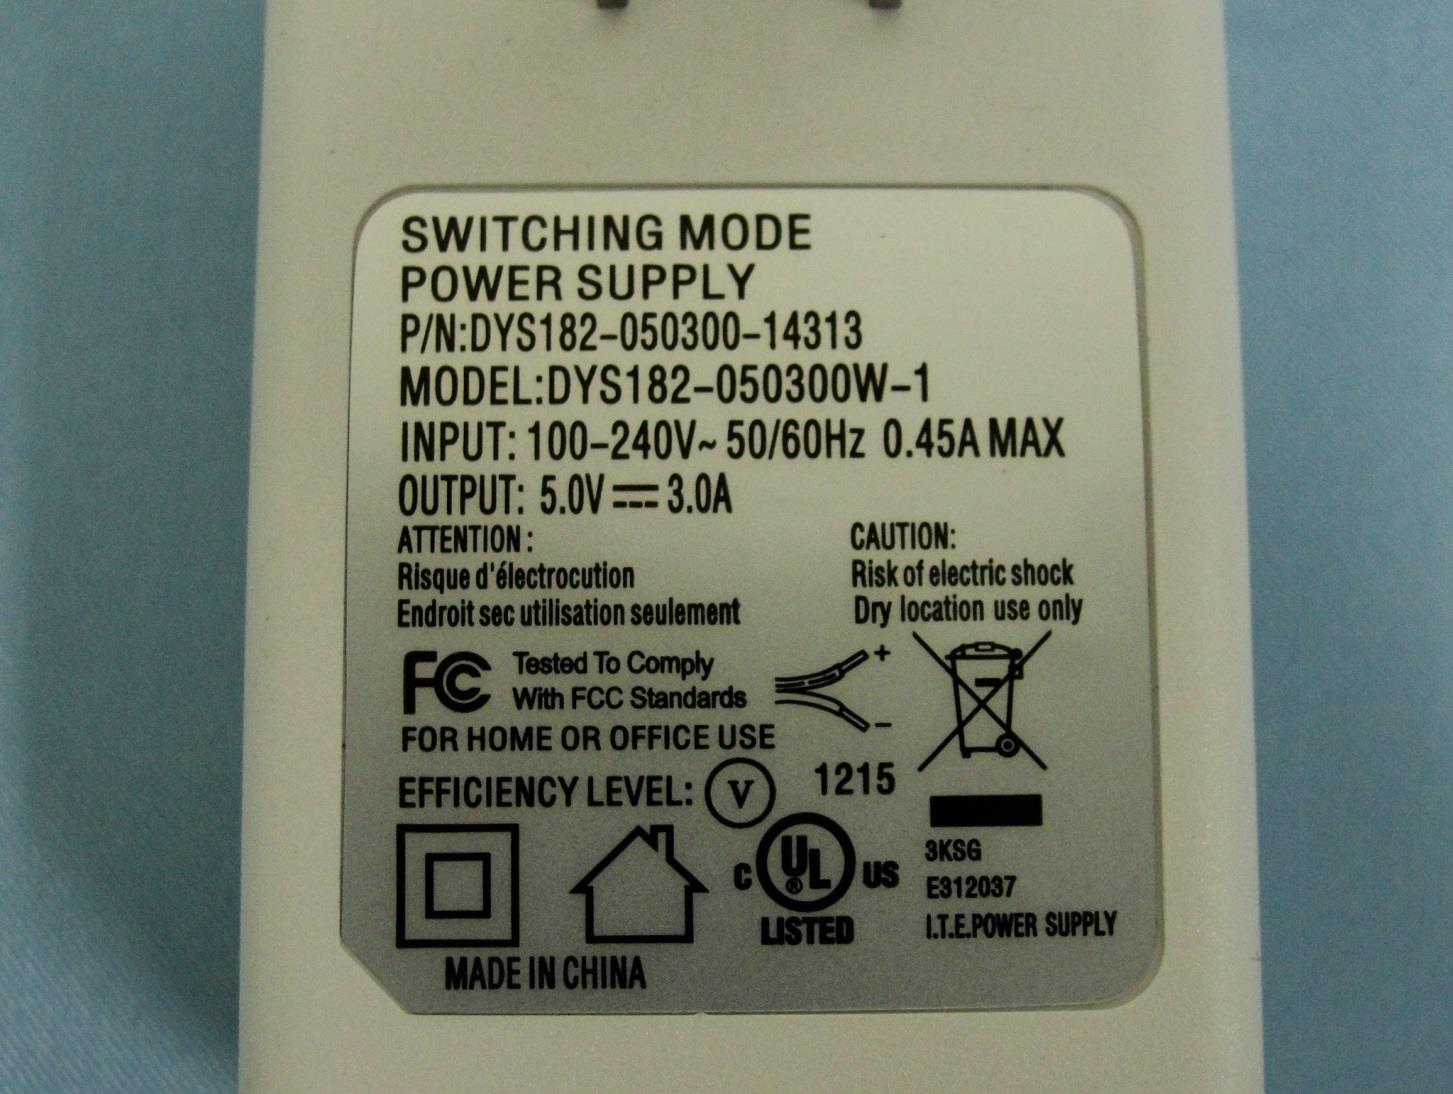 SWITCHING MODE
POWER SUPPLY
P/N:DYS182-050300-14313
MODEL:DYS182-050300W-1
INPUT: 100-240V~ 50/60Hz 0.45A MAX
OUTPUT: 5.0V⎓3.0A
ATTENTION:
Risque d'électrocution
Endroit sec utilisation seulement
CAUTION:
Risk of electric shock
Dry location use only
FC Tested To Comply
With FCC Standards
+
-
FOR HOME OR OFFICE USE
EFFICIENCY LEVEL: V
1215
C UL® US
LISTED
3KSG
E312037
I.T.E.POWER SUPPLY
MADE IN CHINA